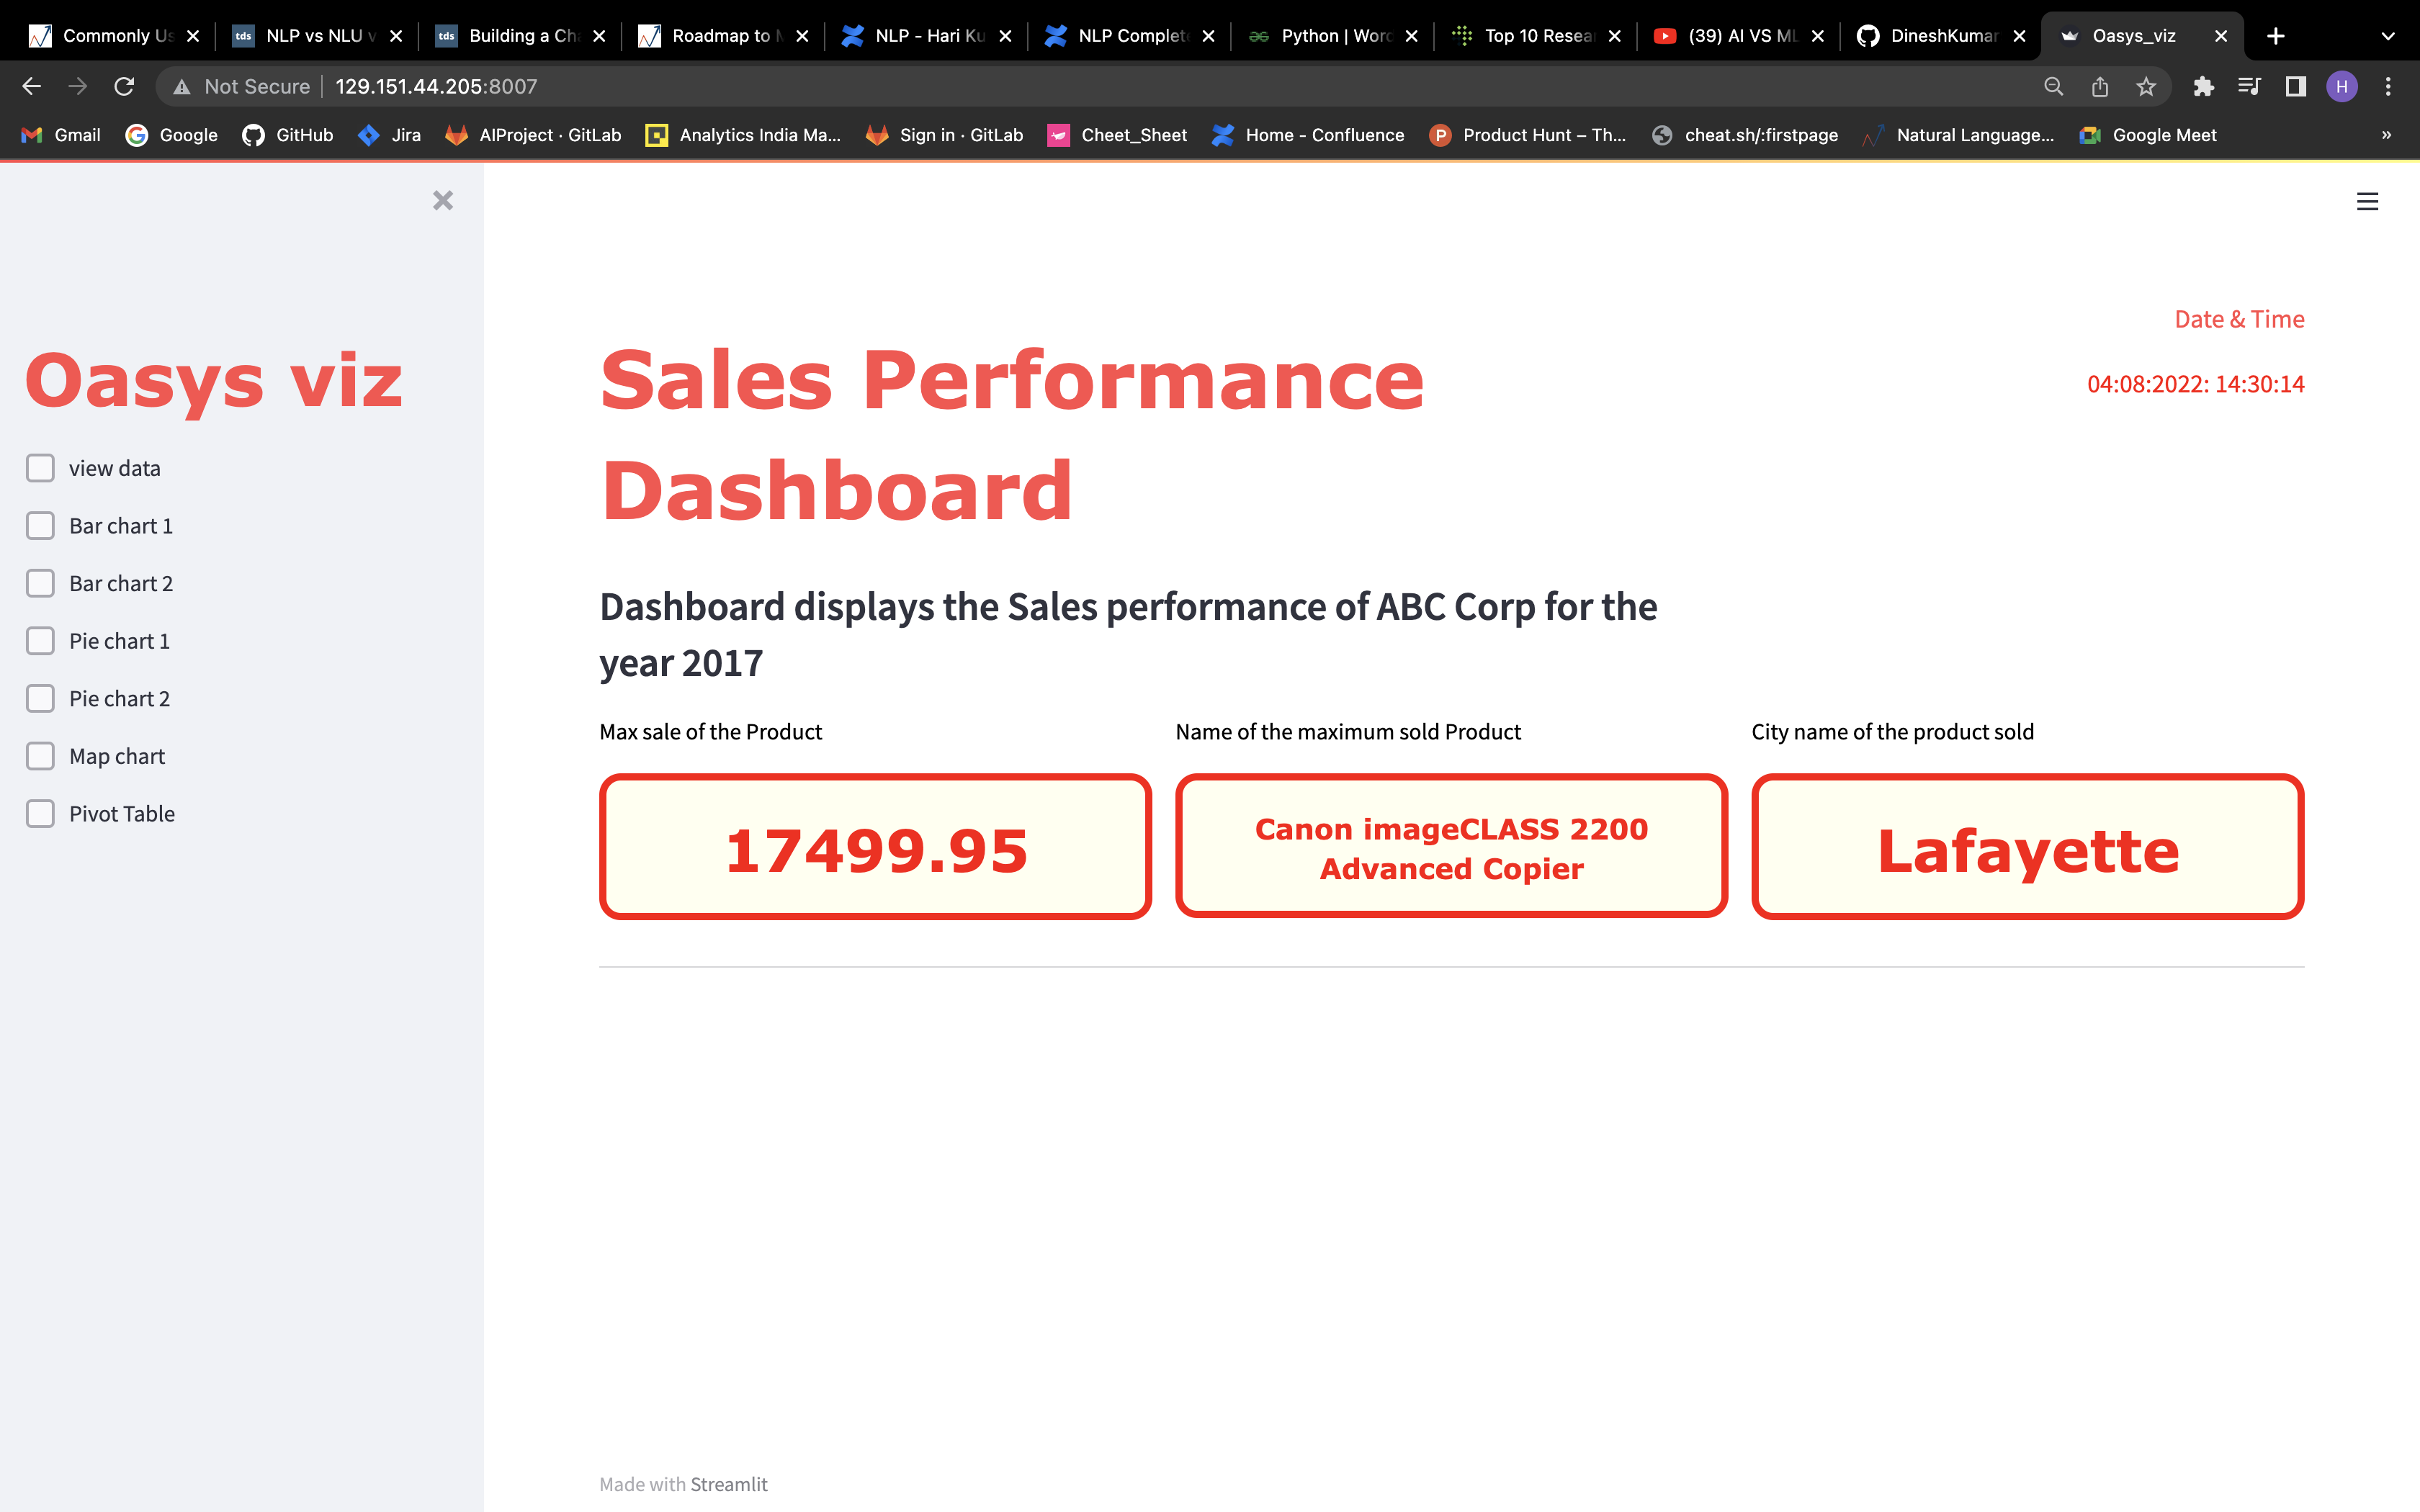 Commonly Us
tds NLP vs NLU v
tds Building a Cha
Roadmap to
NLP - Hari Ku
NLP Complet
Python | Word
Top 10 Resear
(39) AI VS ML
DineshKumar
Oasys_viz
Not Secure 129.151.44.205:8007
H
Gmail
Google
GitHub
Jira
AIProject · GitLab
Analytics India Ma...
Sign in · GitLab
Cheet_Sheet
Home - Confluence
Product Hunt – Th...
cheat.sh/:firstpage
Natural Language...
Google Meet
»
Oasys viz
view data
Bar chart 1
Bar chart 2
Pie chart 1
Pie chart 2
Map chart
Pivot Table
Date & Time
04:08:2022: 14:30:14
Sales Performance
Dashboard
Dashboard displays the Sales performance of ABC Corp for the
year 2017
Max sale of the Product
17499.95
Name of the maximum sold Product
Canon imageCLASS 2200
Advanced Copier
City name of the product sold
Lafayette
Made with Streamlit